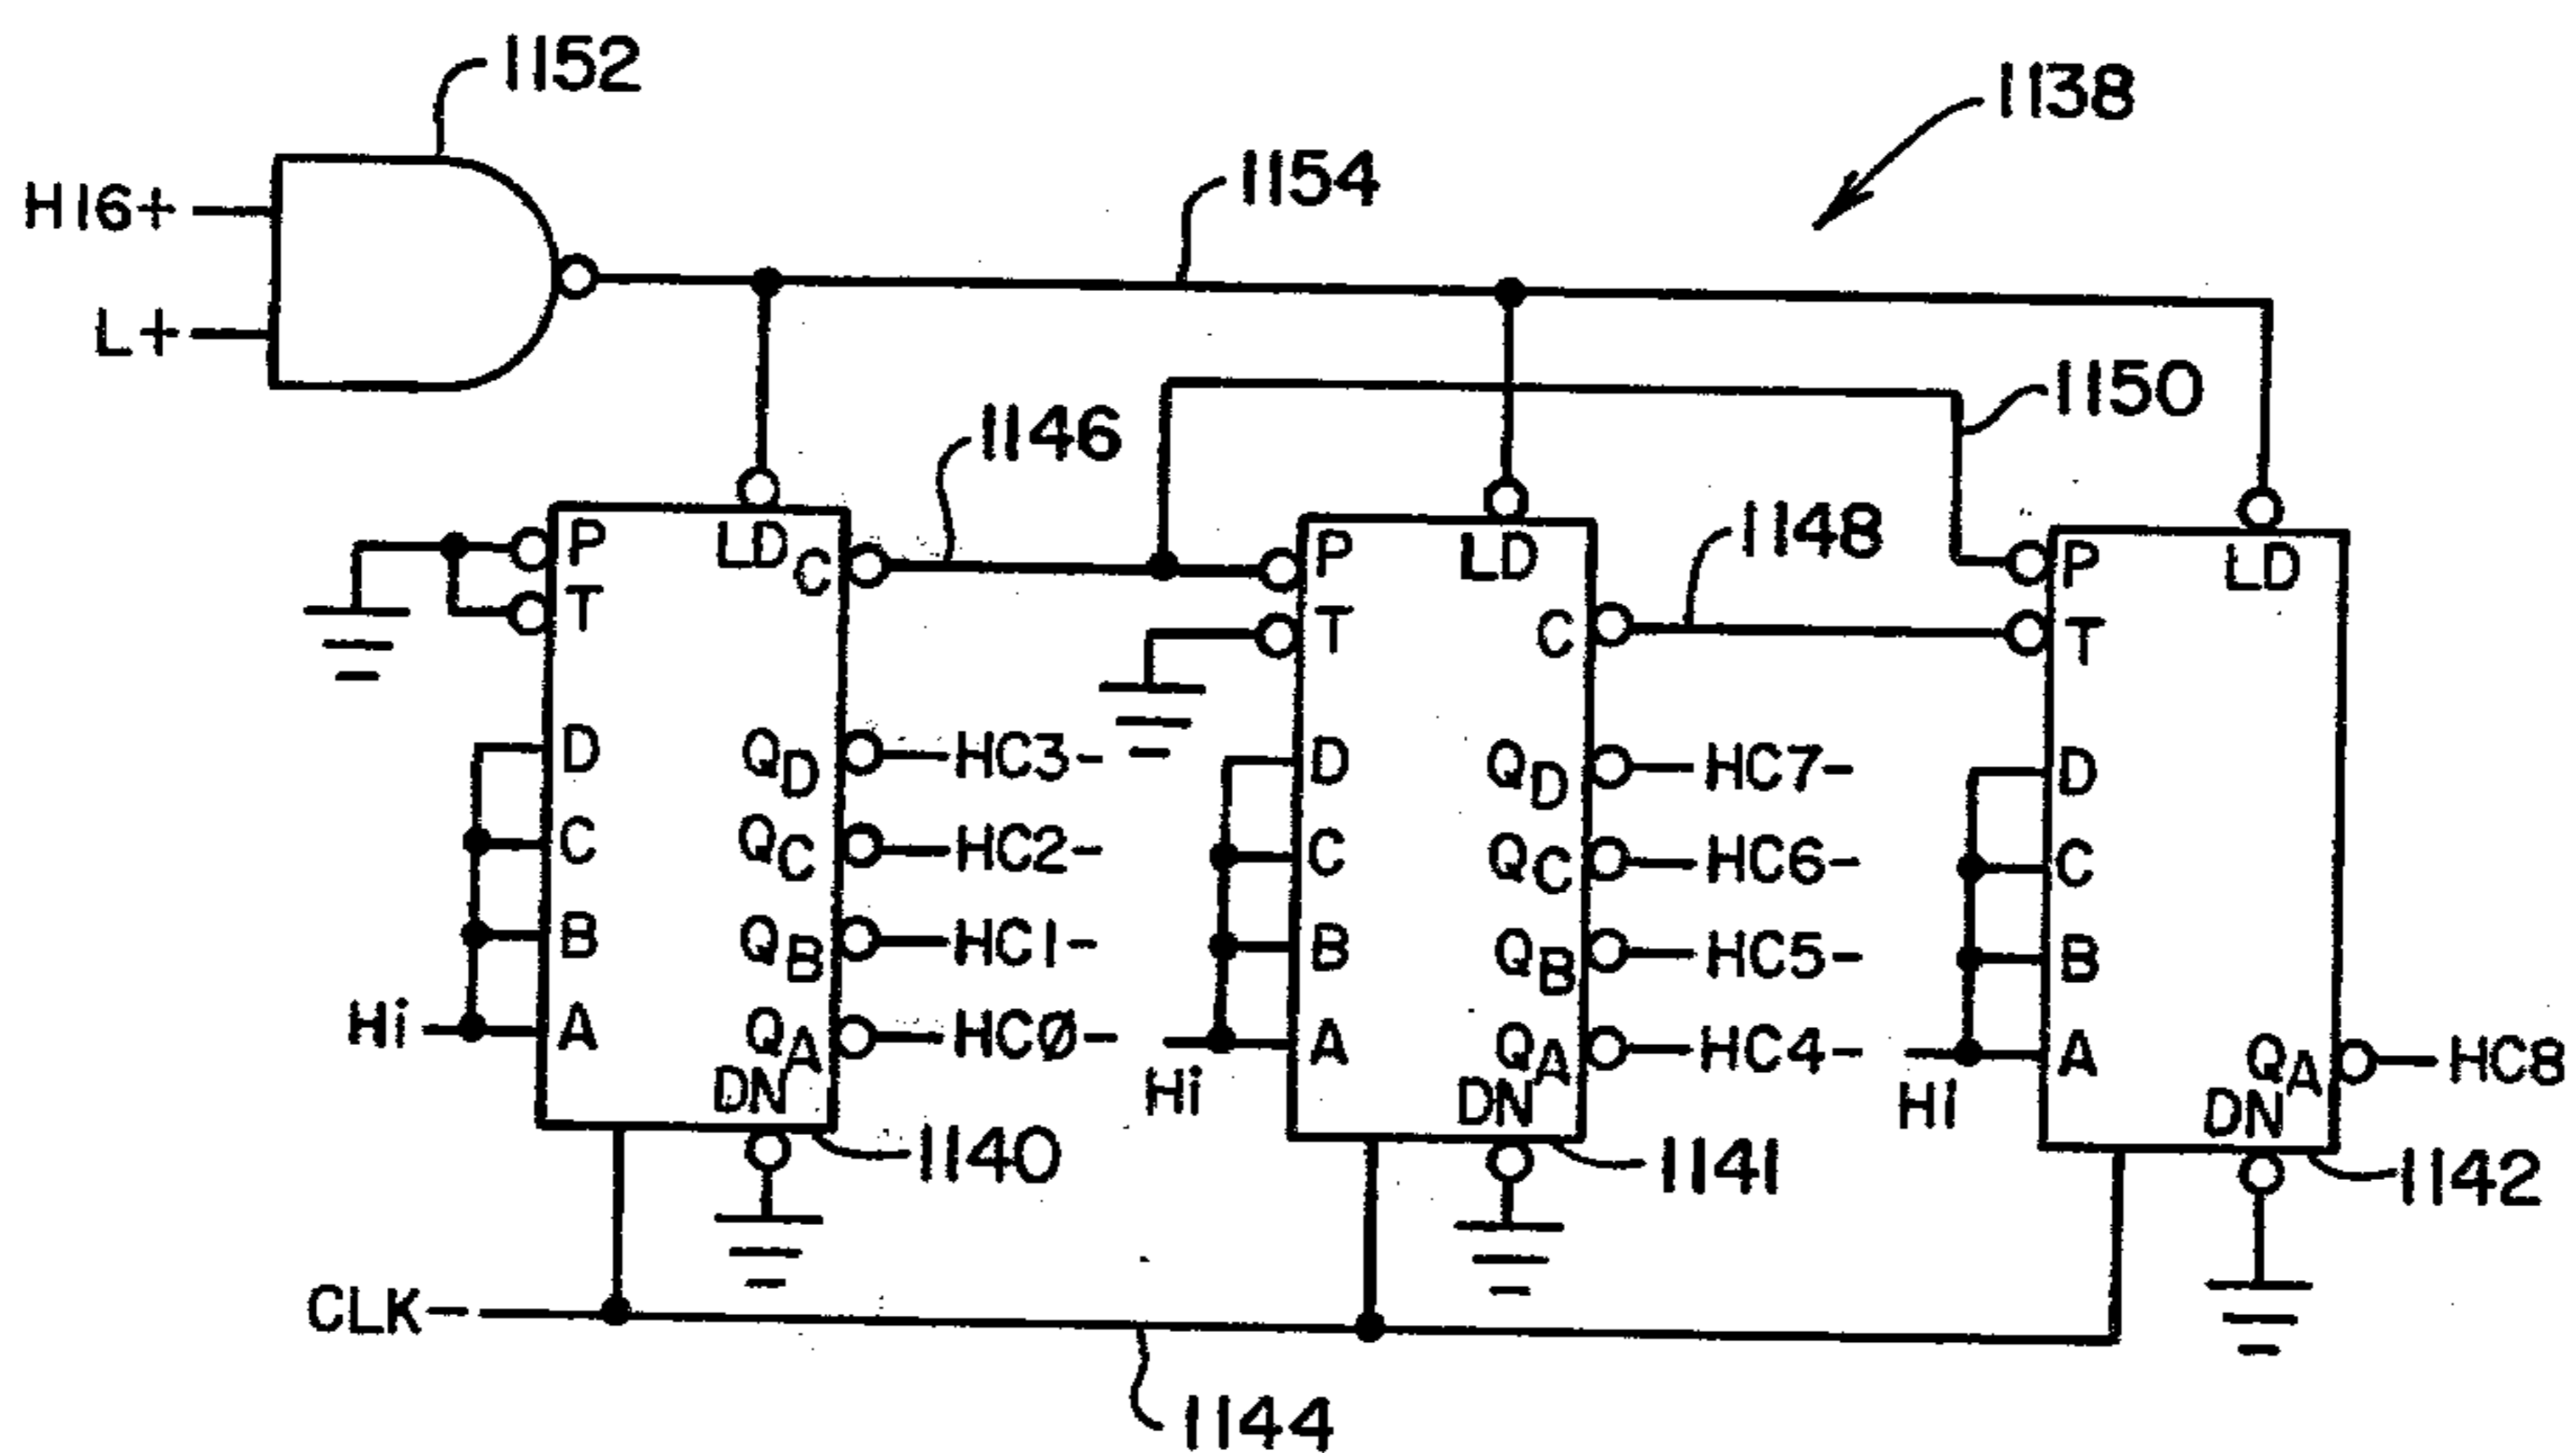 1152
1138
1154
H16+
L+
1150
1146
1148
P
T
LD
C
P
T
LD
C
P
T
LD
D
C
B
A
Hi
QD
QC
QB
QA
DN
HC3-
HC2-
HC1-
HCØ-
1140
D
C
B
A
Hi
QD
QC
QB
QA
DN
HC7-
HC6-
HC5-
HC4-
1141
D
C
B
A
Hi
QA
DN
HC8
1142
CLK-
1144